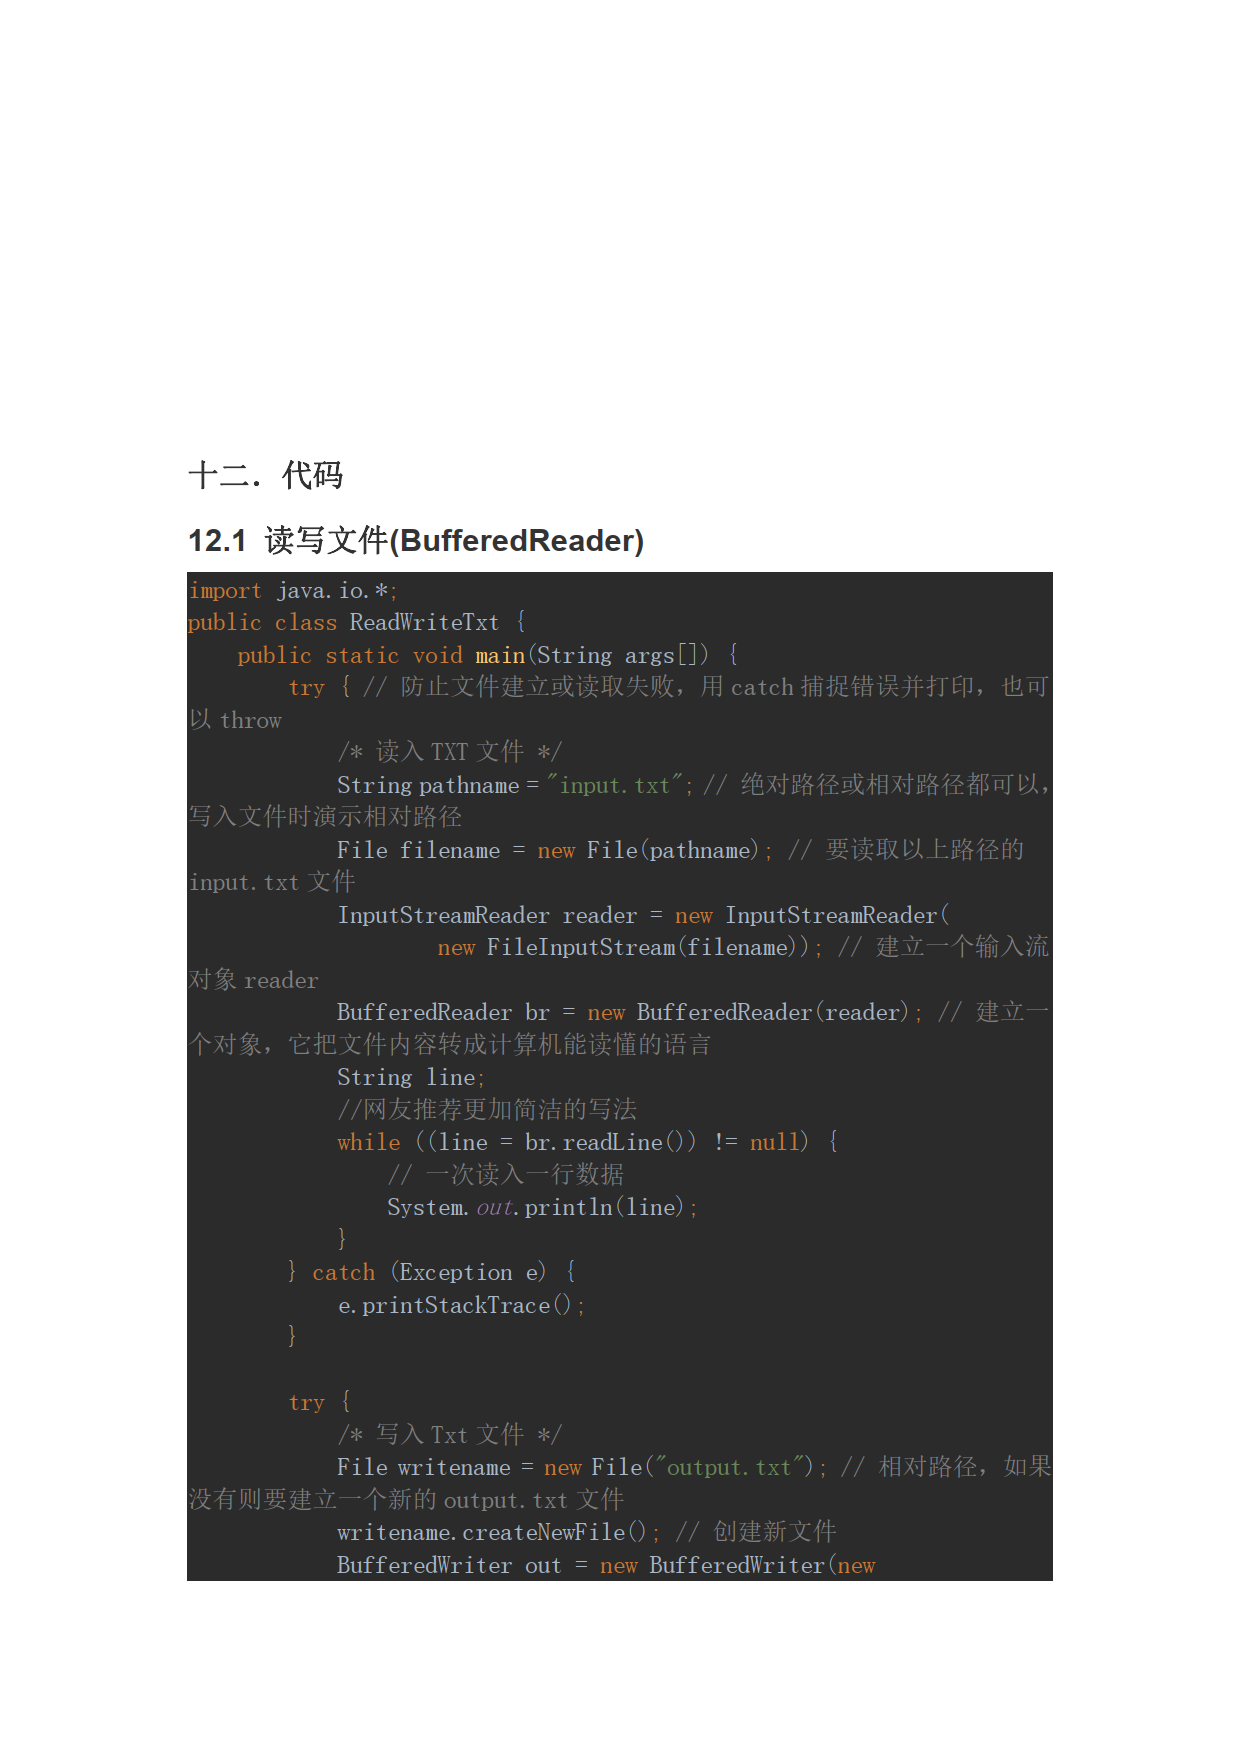 十二．代码
12.1 读写文件(BufferedReader)
import java.io.*;
public class ReadWriteTxt {
    public static void main(String args[]) {
        try { // 防止文件建立或读取失败，用 catch 捕捉错误并打印，也可
以 throw
            /* 读入 TXT 文件 */
            String pathname = "input.txt"; // 绝对路径或相对路径都可以，
写入文件时演示相对路径
            File filename = new File(pathname); // 要读取以上路径的
input.txt 文件
            InputStreamReader reader = new InputStreamReader(
                    new FileInputStream(filename)); // 建立一个输入流
对象 reader
            BufferedReader br = new BufferedReader(reader); // 建立一
个对象，它把文件内容转成计算机能读懂的语言
            String line;
            //网友推荐更加简洁的写法
            while ((line = br.readLine()) != null) {
                // 一次读入一行数据
                System.out.println(line);
            }
        } catch (Exception e) {
            e.printStackTrace();
        }
        try {
            /* 写入 Txt 文件 */
            File writename = new File("output.txt"); // 相对路径，如果
没有则要建立一个新的 output.txt 文件
            writename.createNewFile(); // 创建新文件
            BufferedWriter out = new BufferedWriter(new